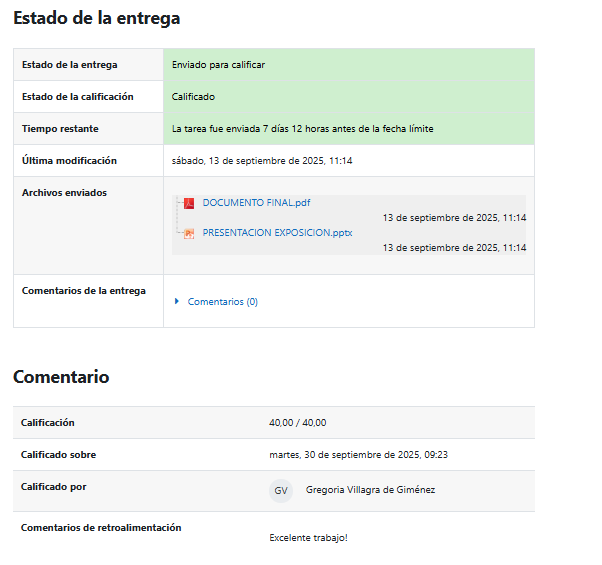 Estado de la entrega
Estado de la entrega Enviado para calificar
Estado de la calificación Calificado
Tiempo restante La tarea fue enviada 7 días 12 horas antes de la fecha límite
Última modificación sábado, 13 de septiembre de 2025, 11:14
Archivos enviados
DOCUMENTO FINAL.pdf
13 de septiembre de 2025, 11:14
PRESENTACION EXPOSICION.pptx
13 de septiembre de 2025, 11:14
Comentarios de la entrega
Comentarios (0)
Comentario
Calificación 40,00 / 40,00
Calificado sobre martes, 30 de septiembre de 2025, 09:23
Calificado por GV Gregoria Villagra de Giménez
Comentarios de retroalimentación
Excelente trabajo!